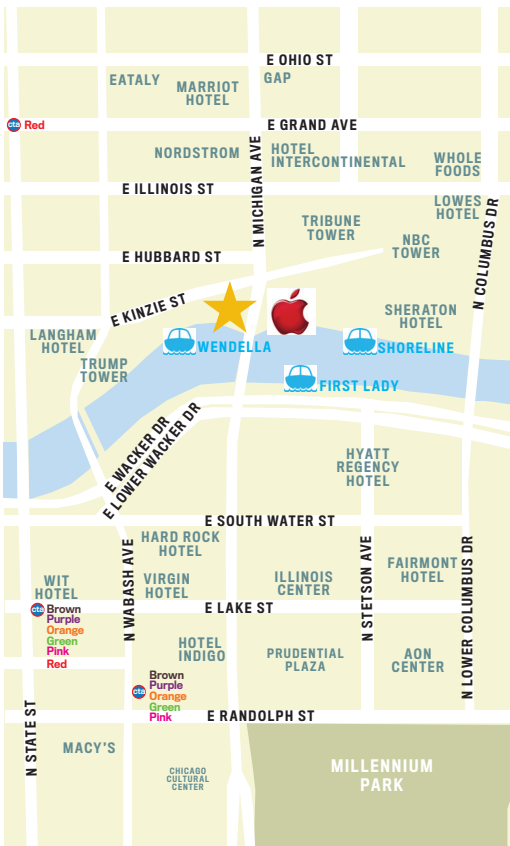 E OHIO ST
EATALY
MARRIOT
HOTEL
GAP
cta Red
E GRAND AVE
NORDSTROM
N MICHIGAN AVE
HOTEL
INTERCONTINENTAL
WHOLE
FOODS
E ILLINOIS ST
LOWES
HOTEL
N COLUMBUS DR
TRIBUNE
TOWER
NBC
TOWER
E HUBBARD ST
E KINZIE ST
SHERATON
HOTEL
LANGHAM
HOTEL
TRUMP
TOWER
WENDELLA
SHORELINE
FIRST LADY
E WACKER DR
E LOWER WACKER DR
HYATT
REGENCY
HOTEL
E SOUTH WATER ST
HARD ROCK
HOTEL
N WABASH AVE
N STETSON AVE
N LOWER COLUMBUS DR
FAIRMONT
HOTEL
WIT
HOTEL
VIRGIN
HOTEL
ILLINOIS
CENTER
cta Brown
Purple
Orange
Green
Pink
Red
E LAKE ST
HOTEL
INDIGO
PRUDENTIAL
PLAZA
AON
CENTER
cta Brown
Purple
Orange
Green
Pink
E RANDOLPH ST
N STATE ST
MACY'S
CHICAGO
CULTURAL
CENTER
MILLENNIUM
PARK